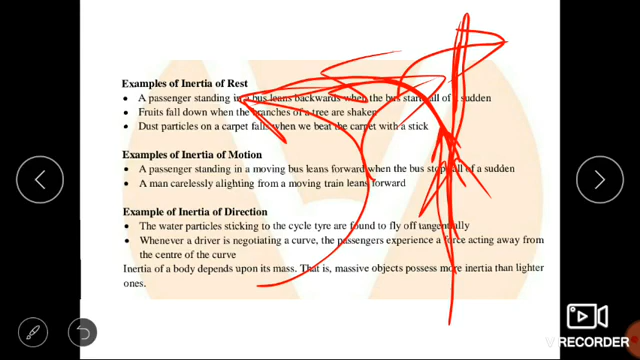 Examples of Inertia of Rest
• A passenger standing in a bus leans backwards when the bus start all of a sudden
• Fruits fall down when the branches of a tree are shaken
• Dust particles on a carpet falls when we beat the carpet with a stick
Examples of Inertia of Motion
• A passenger standing in a moving bus leans forward when the bus stop all of a sudden
• A man carelessly alighting from a moving train leans forward
Example of Inertia of Direction
• The water particles sticking to the cycle tyre are found to fly off tangentially
• Whenever a driver is negotiating a curve, the passengers experience a force acting away from
the centre of the curve
Inertia of a body depends upon its mass. That is, massive objects possess more inertia than lighter
ones.
V RECORDER